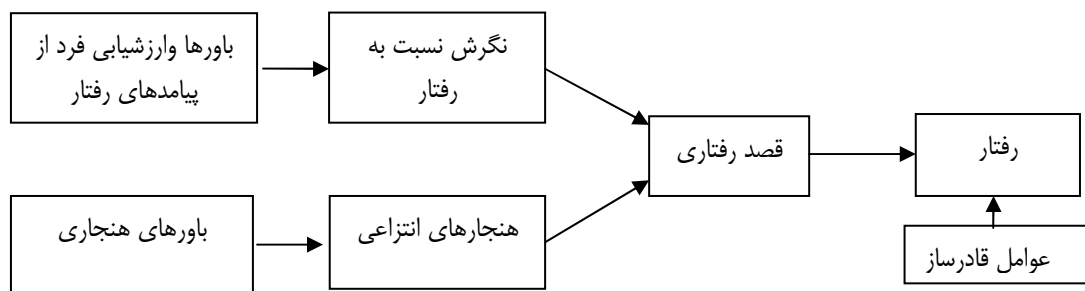 باورها وارزشیابی فرد از
پیامدهای رفتار
نگرش نسبت به
رفتار
قصد رفتاری
رفتار
باورهای هنجاری
هنجارهای انتزاعی
عوامل قادرساز